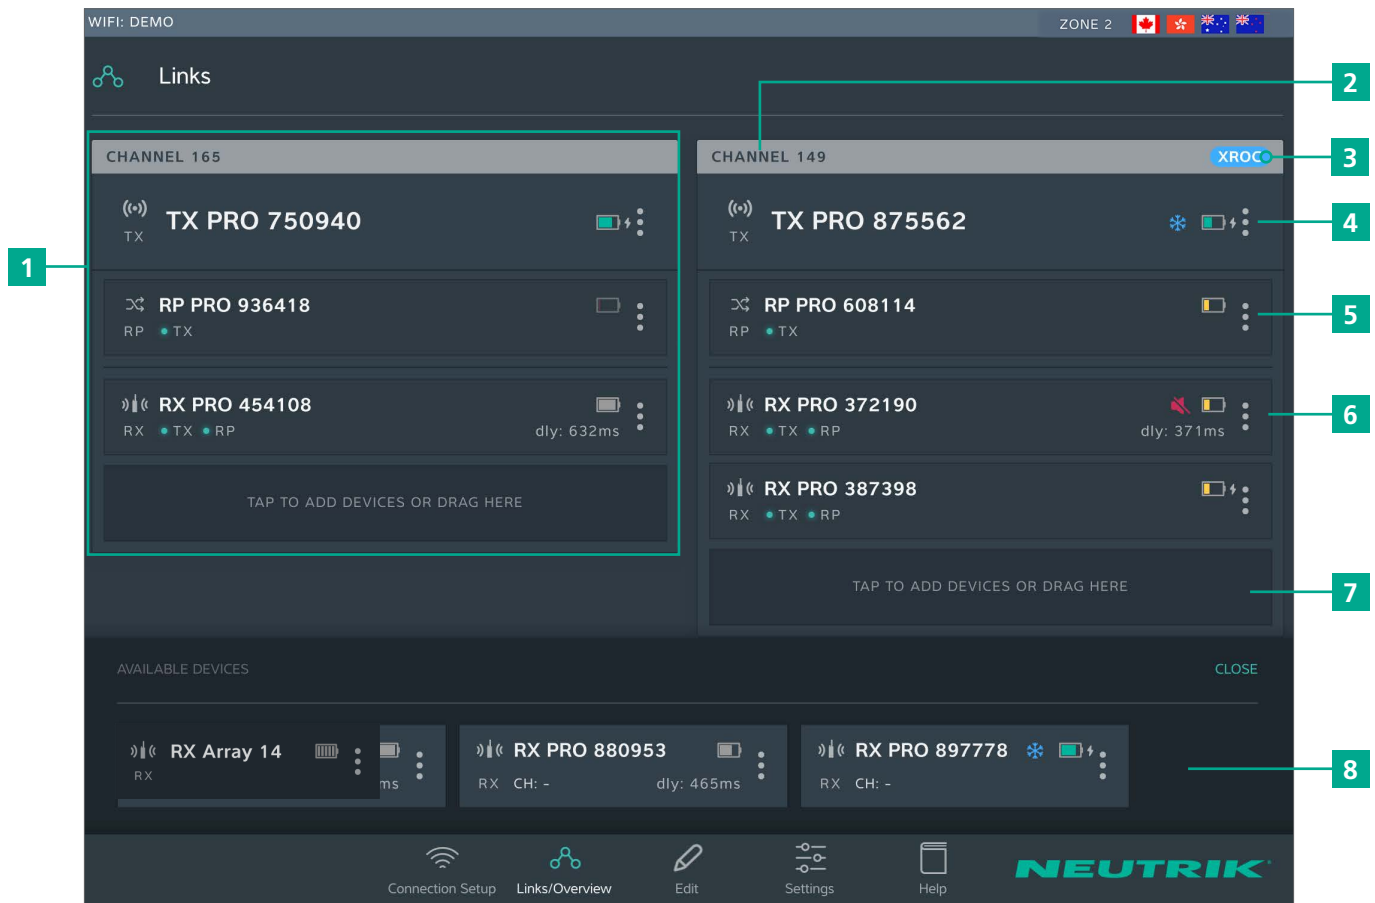 WIFI: DEMO
ZONE 2
Links
2
CHANNEL 165
CHANNEL 149
XROC
3
TX PRO 750940
TX
TX PRO 875562
TX
4
1
RP PRO 936418
RP TX
RP PRO 608114
RP TX
5
RX PRO 454108
RX TX RP
dly: 632ms
RX PRO 372190
RX TX RP
dly: 371ms
6
TAP TO ADD DEVICES OR DRAG HERE
RX PRO 387398
RX TX RP
TAP TO ADD DEVICES OR DRAG HERE
7
AVAILABLE DEVICES
CLOSE
RX Array 14
RX
ms
RX PRO 880953
RX CH: -
dly: 465ms
RX PRO 897778
RX CH: -
8
Connection Setup
Links/Overview
Edit
Settings
Help
NEUTRIK